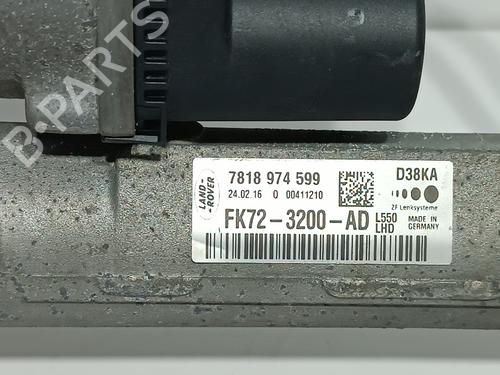 B-PARTS
LAND-
ROVER
7818 974 599
24.02.16 0 00411210
D38KA
ZF Lenksysteme
FK72-3200-AD L550 LHD
MADE IN
GERMANY